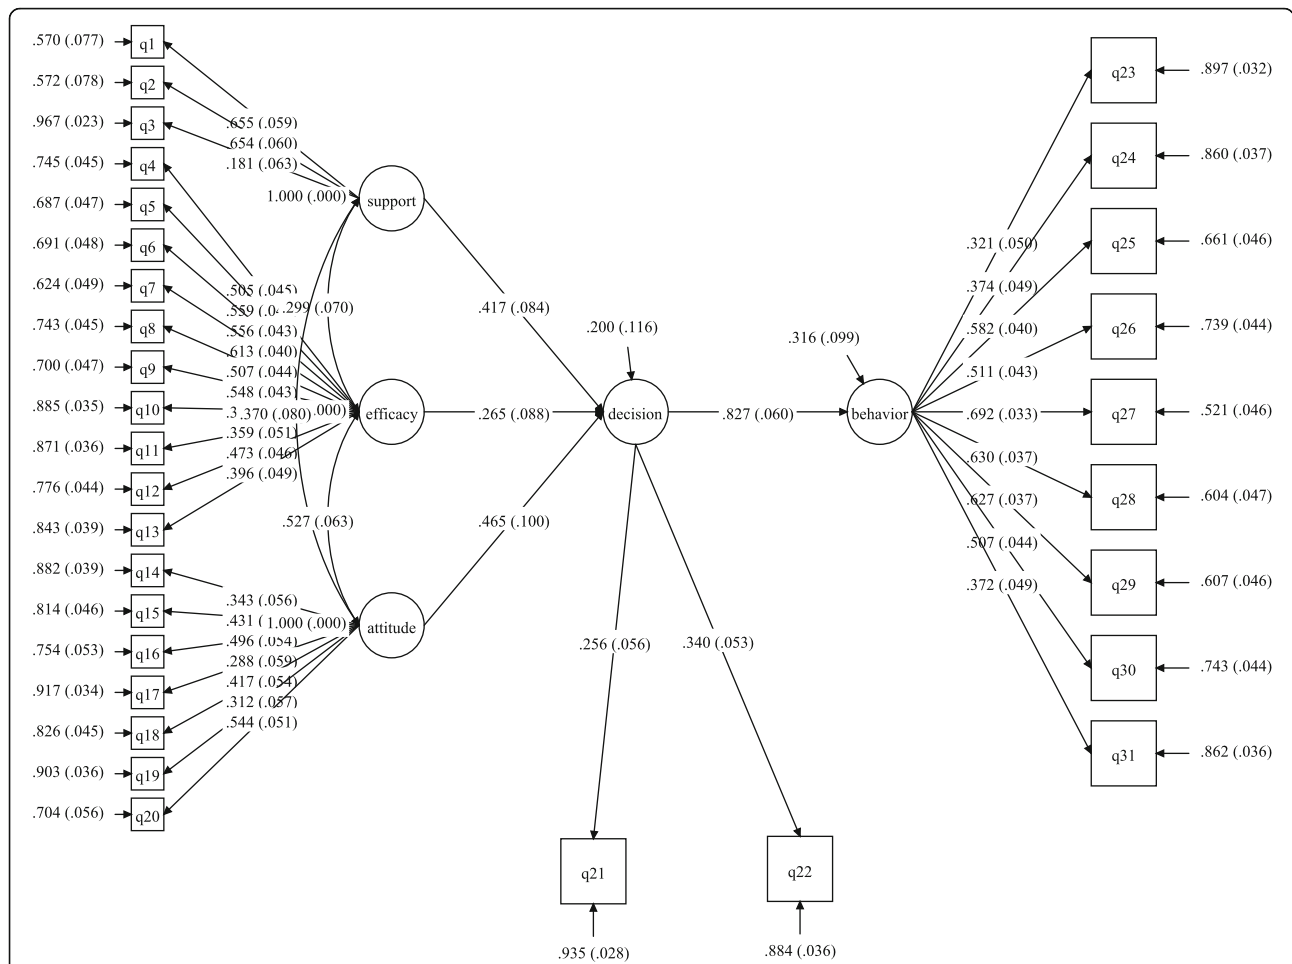 .570 (.077)
q1
.572 (.078)
q2
.967 (.023)
q3
.745 (.045)
q4
.687 (.047)
q5
.691 (.048)
q6
.624 (.049)
q7
.743 (.045)
q8
.700 (.047)
q9
.885 (.035)
q10
.871 (.036)
q11
.776 (.044)
q12
.843 (.039)
q13
.882 (.039)
q14
.814 (.046)
q15
.754 (.053)
q16
.917 (.034)
q17
.826 (.045)
q18
.903 (.036)
q19
.704 (.056)
q20
.655 (.059)
.654 (.060)
.181 (.063)
1.000 (.000)
support
.505 (.045)
.299 (.070)
.559
.556 (.043)
.613 (.040)
.507 (.044)
.548 (.043)
.370 (.080)
.000)
.359 (.051)
.473 (.046)
.396 (.049)
efficacy
.527 (.063)
.343 (.056)
.431
1.000 (.000)
.496 (.054)
.288 (.059)
.417 (.054)
.312 (.057)
.544 (.051)
attitude
.417 (.084)
.265 (.088)
.465 (.100)
.200 (.116)
decision
.827 (.060)
.316 (.099)
behavior
.256 (.056)
.340 (.053)
q21
.935 (.028)
q22
.884 (.036)
.321 (.050)
.374 (.049)
.582 (.040)
.511 (.043)
.692 (.033)
.630 (.037)
.627 (.037)
.507 (.044)
.372 (.049)
q23
.897 (.032)
q24
.860 (.037)
q25
.661 (.046)
q26
.739 (.044)
q27
.521 (.046)
q28
.604 (.047)
q29
.607 (.046)
q30
.743 (.044)
q31
.862 (.036)